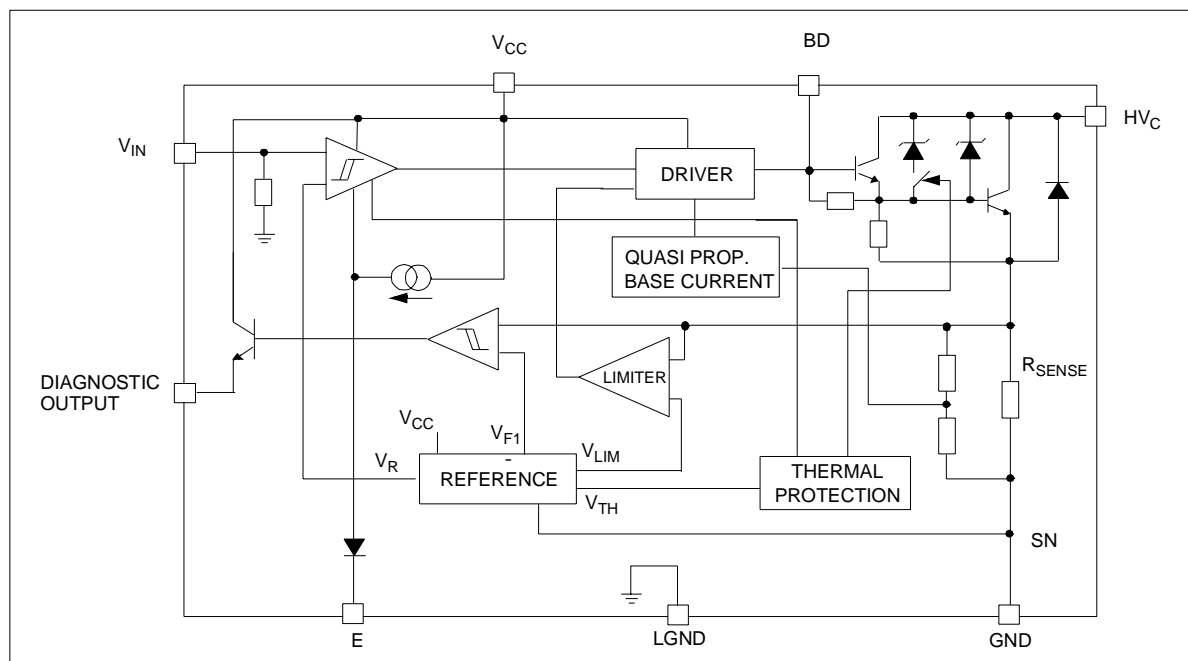 V_CC
BD
HV_C
V_IN
DRIVER
QUASI PROP.
BASE CURRENT
DIAGNOSTIC
OUTPUT
LIMITER
R_SENSE
V_CC
V_F1
V_R
V_LIM
-
REFERENCE
V_TH
THERMAL
PROTECTION
SN
E
LGND
GND